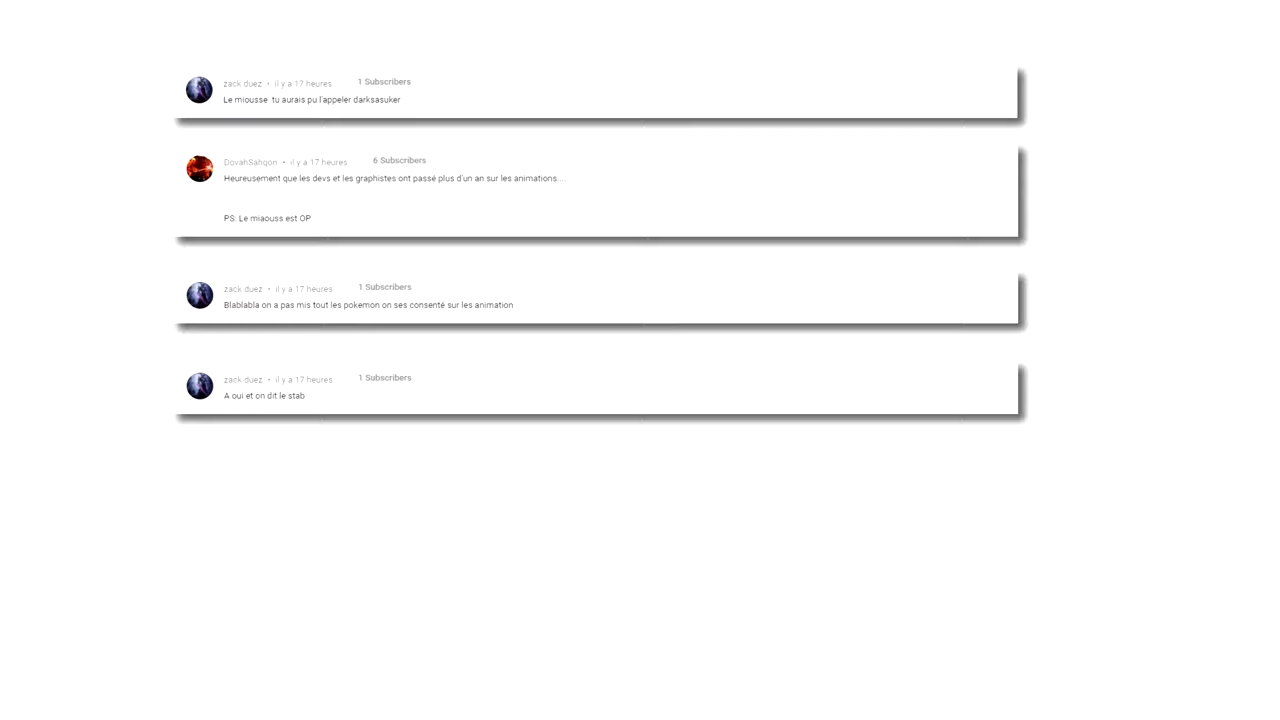 zack duez • il y a 17 heures 1 Subscribers
Le miousse tu aurais pu l'appeler darksasuker
DovahSahqon • il y a 17 heures 6 Subscribers
Heureusement que les devs et les graphistes ont passé plus d'un an sur les animations....
PS: Le miaouss est OP
zack duez • il y a 17 heures 1 Subscribers
Blablabla on a pas mis tout les pokemon on ses consenté sur les animation
zack duez • il y a 17 heures 1 Subscribers
A oui et on dit le stab